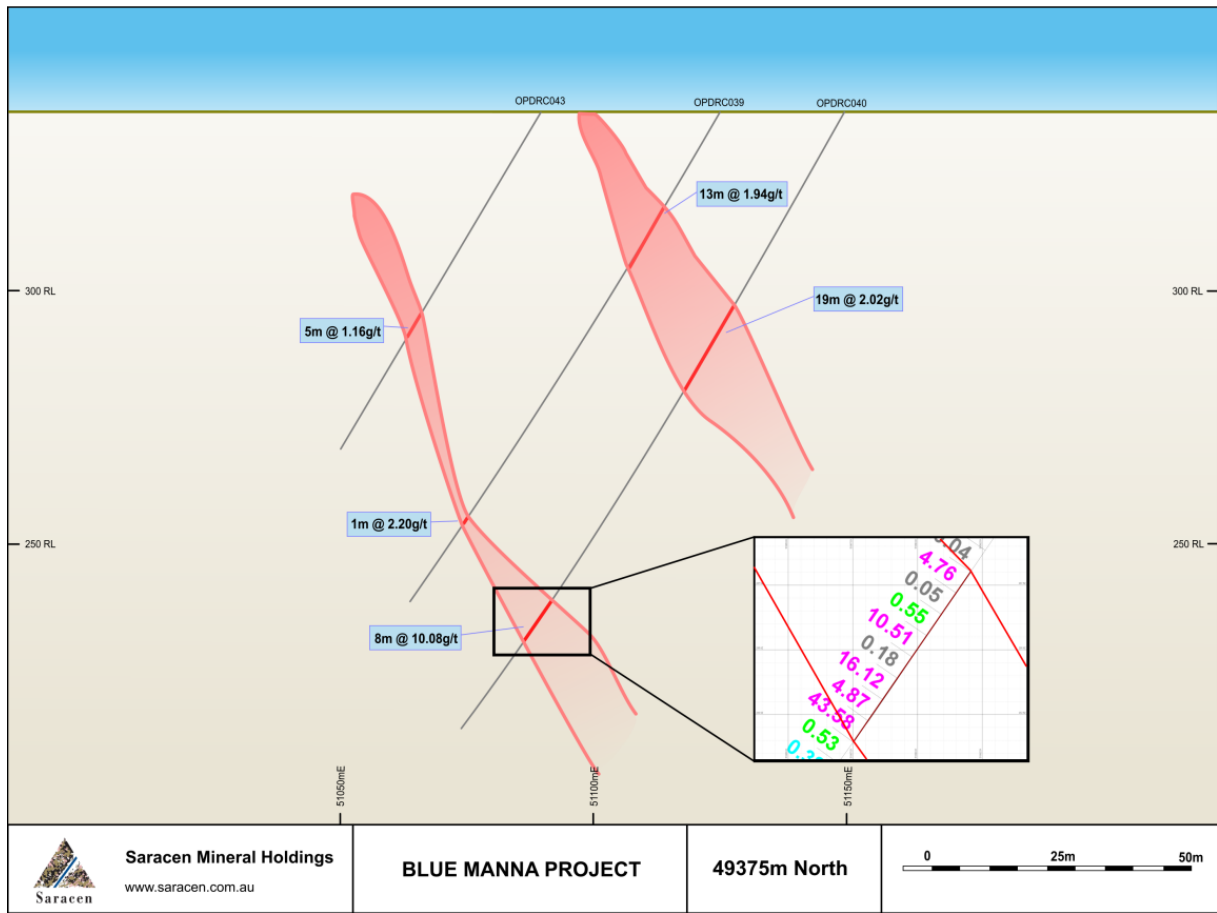 OPDRC043
OPDRC039
OPDRC040
13m @ 1.94g/t
300 RL
300 RL
19m @ 2.02g/t
5m @ 1.16g/t
1m @ 2.20g/t
250 RL
250 RL
4.76
0.05
0.55
10.51
0.18
16.12
4.87
43.58
0.53
8m @ 10.08g/t
51050mE
51100mE
51150mE
Saracen
Saracen Mineral Holdings
www.saracen.com.au
BLUE MANNA PROJECT
49375m North
0 25m 50m